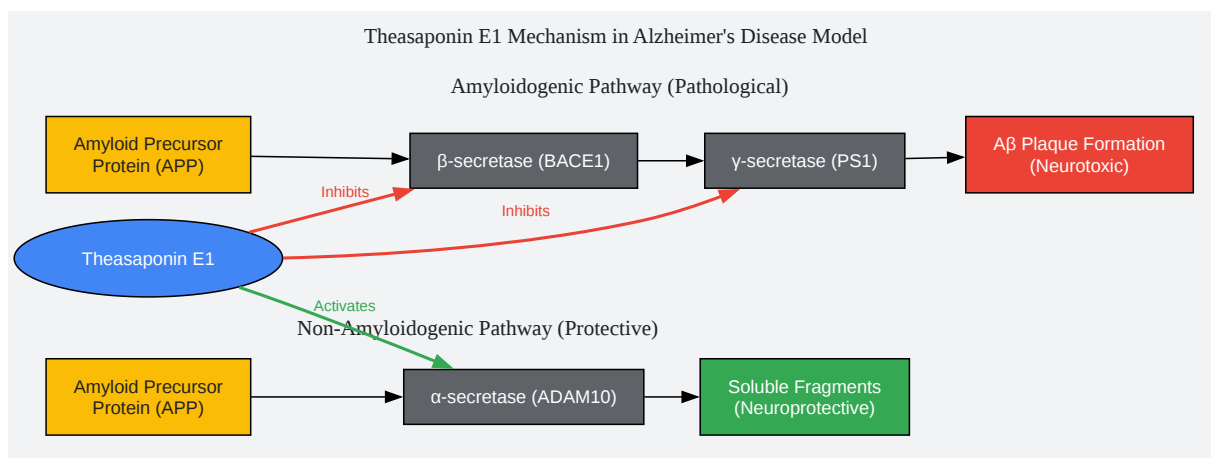 Theasaponin E1 Mechanism in Alzheimer's Disease Model
Amyloidogenic Pathway (Pathological)
Amyloid Precursor
Protein (APP)
β-secretase (BACE1)
γ-secretase (PS1)
Aβ Plaque Formation
(Neurotoxic)
Inhibits
Inhibits
Theasaponin E1
Activates
Non-Amyloidogenic Pathway (Protective)
Amyloid Precursor
Protein (APP)
α-secretase (ADAM10)
Soluble Fragments
(Neuroprotective)